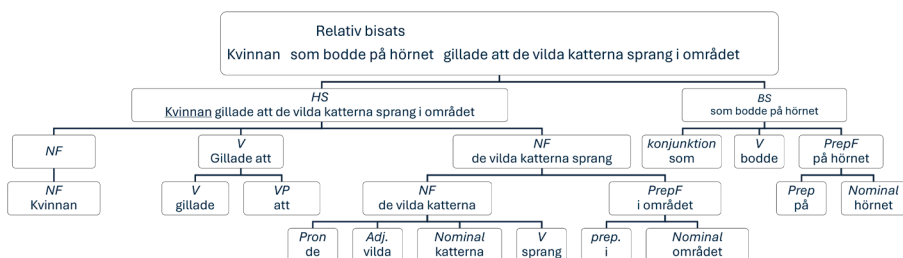 Relativ bisats
Kvinnan som bodde på hörnet gillade att de vilda katterna sprang i området
HS
Kvinnan gillade att de vilda katterna sprang i området
BS
som bodde på hörnet
NF
V
Gillade att
NF
de vilda katterna sprang
konjunktion
som
V
bodde
PrepF
på hörnet
NF
Kvinnan
V
gillade
VP
att
NF
de vilda katterna
PrepF
i området
Prep
på
Nominal
hörnet
Pron
de
Adj.
vilda
Nominal
katterna
V
sprang
prep.
i
Nominal
området